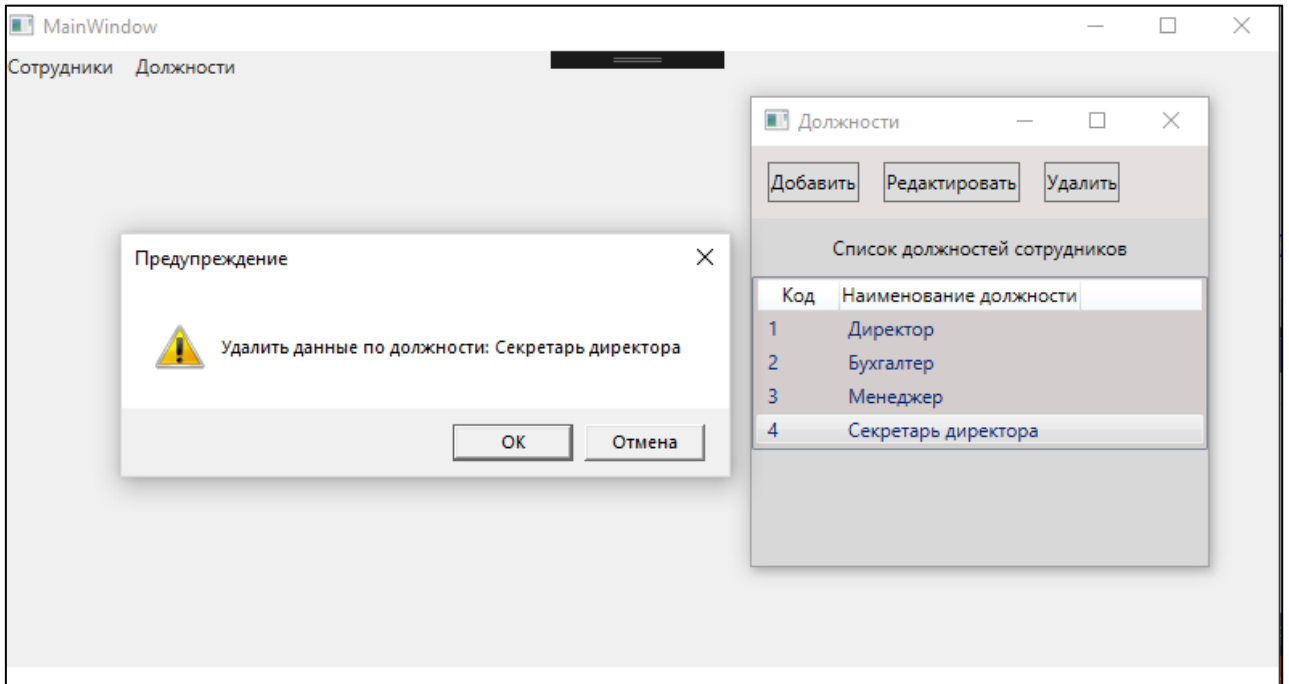 MainWindow
Сотрудники Должности
Должности
Добавить Редактировать Удалить
Список должностей сотрудников
Код Наименование должности
1 Директор
2 Бухгалтер
3 Менеджер
4 Секретарь директора
Предупреждение
Удалить данные по должности: Секретарь директора
ОК Отмена